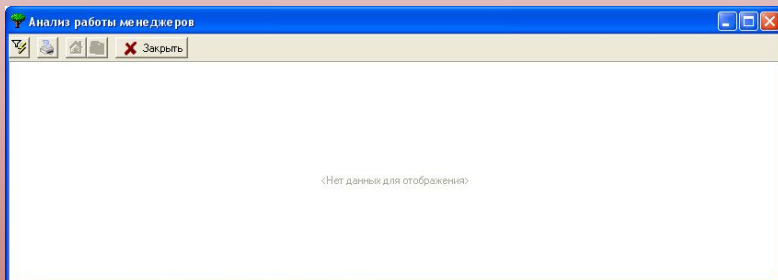 Анализ работы менеджеров
Закрыть
<Нет данных для отображения>